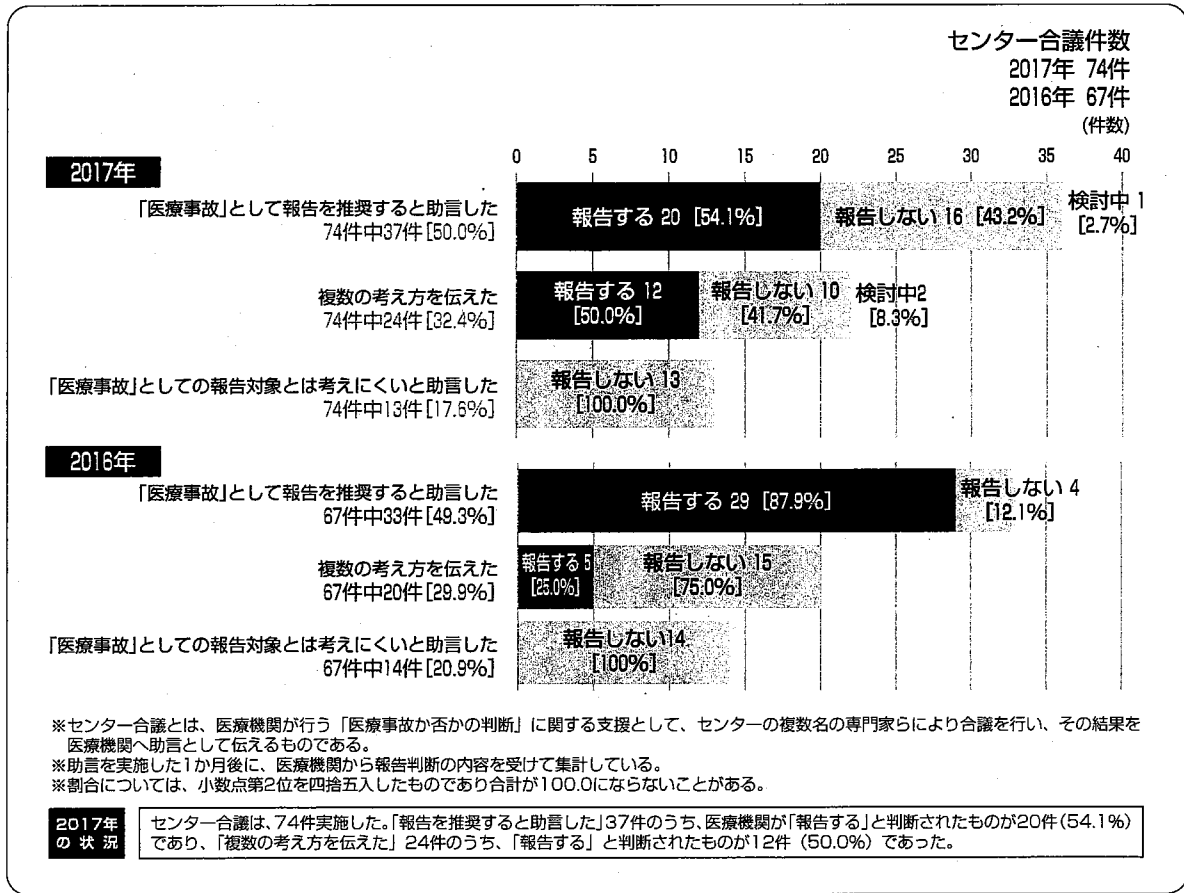 センター合議件数
2017年 74件
2016年 67件
(件数)
0 5 10 15 20 25 30 35 40
2017年
「医療事故」として報告を推奨すると助言した
74件中37件[50.0%]
報告する 20 [54.1%]
報告しない 16 [43.2%]
検討中 1
[2.7%]
複数の考え方を伝えた
74件中24件[32.4%]
報告する 12
[50.0%]
報告しない 10
[41.7%]
検討中2
[8.3%]
「医療事故」としての報告対象とは考えにくいと助言した
74件中13件[17.6%]
報告しない 13
[100.0%]
2016年
「医療事故」として報告を推奨すると助言した
67件中33件[49.3%]
報告する 29 [87.9%]
報告しない 4
[12.1%]
複数の考え方を伝えた
67件中20件[29.9%]
報告する 5
[25.0%]
報告しない 15
[75.0%]
「医療事故」としての報告対象とは考えにくいと助言した
67件中14件[20.9%]
報告しない14
[100%]
※センター合議とは、医療機関が行う「医療事故か否かの判断」に関する支援として、センターの複数名の専門家らにより合議を行い、その結果を
医療機関へ助言として伝えるものである。
※助言を実施した1か月後に、医療機関から報告判断の内容を受けて集計している。
※割合については、小数点第2位を四捨五入したものであり合計が100.0にならないことがある。
2017年
の状況
センター合議は、74件実施した。「報告を推奨すると助言した」37件のうち、医療機関が「報告する」と判断されたものが20件(54.1%)
であり、「複数の考え方を伝えた」24件のうち、「報告する」と判断されたものが12件(50.0%)であった。